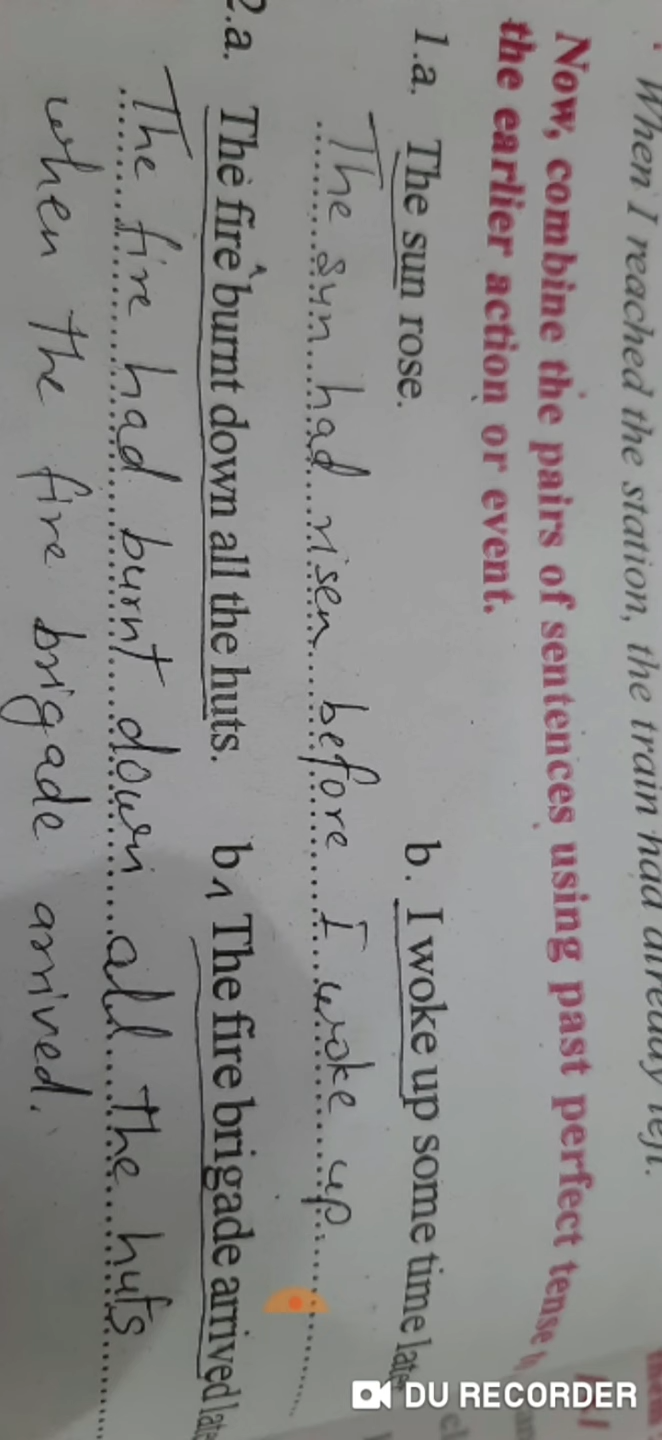 When I reached the station, the train had already left.
Now, combine the pairs of sentences using past perfect tense
the earlier action or event.
1.a. The sun rose. b. I woke up some time later
The sun had risen before I woke up
2.a. The fire burnt down all the huts. b. The fire brigade arrived late
The fire had burnt down all the huts
when the fire brigade arrived.
DU RECORDER